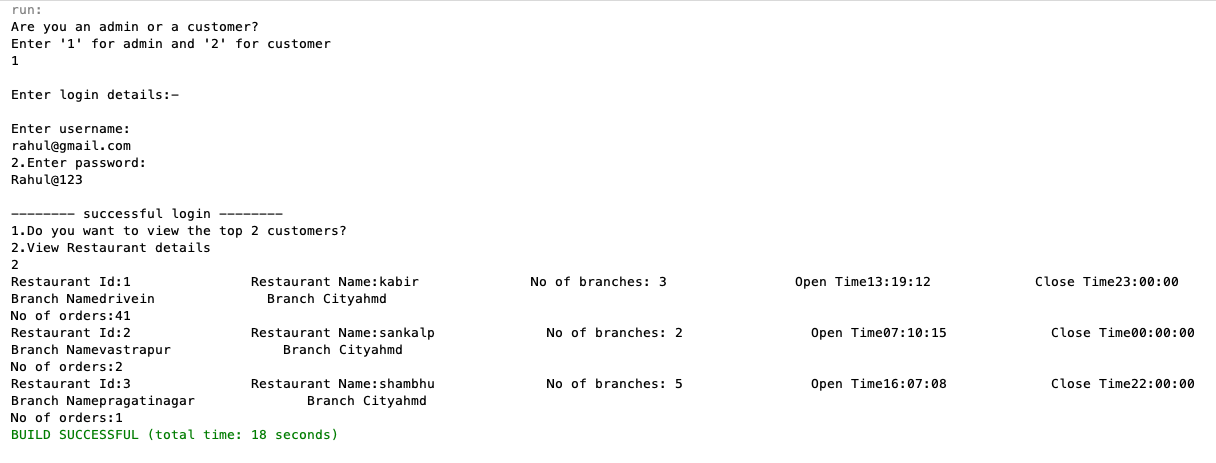 run:
Are you an admin or a customer?
Enter '1' for admin and '2' for customer
1
Enter login details:-
Enter username:
rahul@gmail.com
2.Enter password:
Rahul@123
-------- successful login --------
1.Do you want to view the top 2 customers?
2.View Restaurant details
2
Restaurant Id:1 Restaurant Name:kabir No of branches: 3 Open Time13:19:12 Close Time23:00:00
Branch Namedrivein Branch Cityahmd
No of orders:41
Restaurant Id:2 Restaurant Name:sankalp No of branches: 2 Open Time07:10:15 Close Time00:00:00
Branch Namevastrapur Branch Cityahmd
No of orders:2
Restaurant Id:3 Restaurant Name:shambhu No of branches: 5 Open Time16:07:08 Close Time22:00:00
Branch Namepragatinagar Branch Cityahmd
No of orders:1
BUILD SUCCESSFUL (total time: 18 seconds)